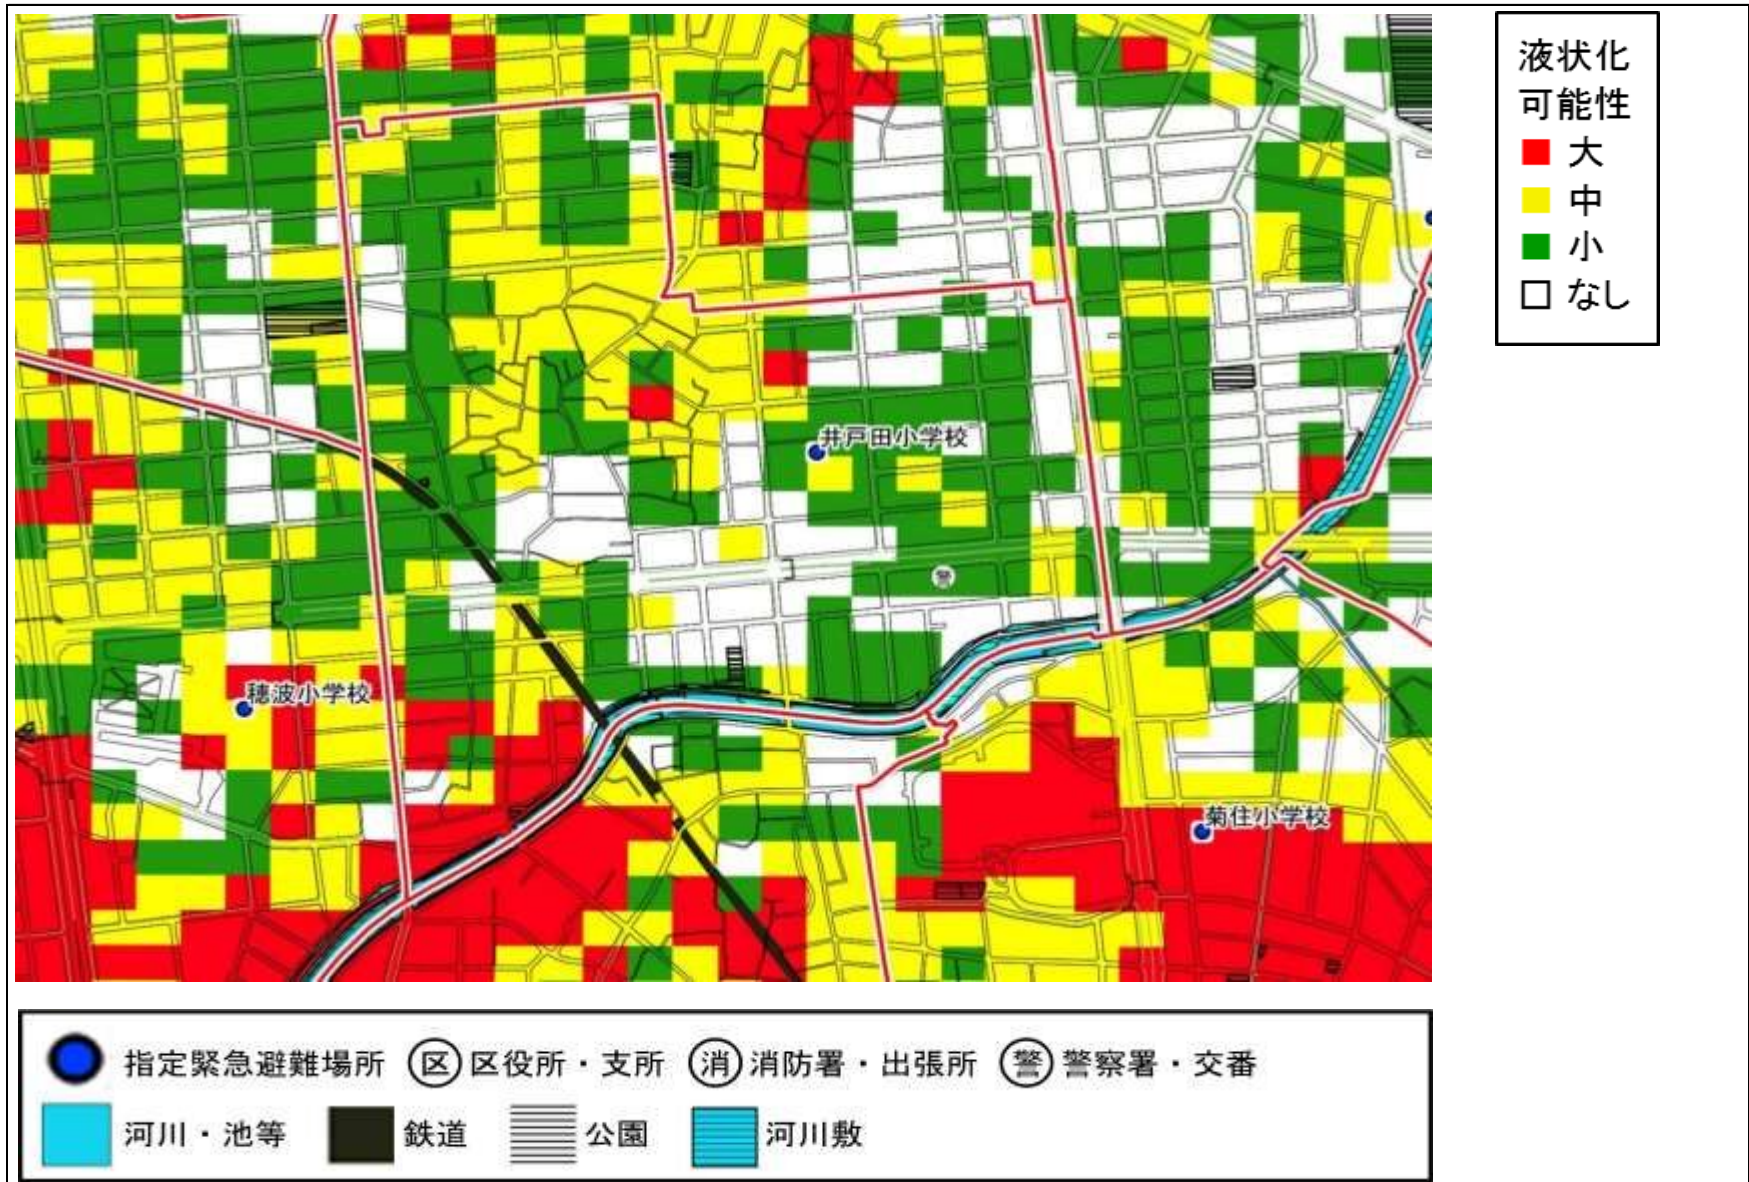 液状化
可能性
大
中
小
なし
井戸田小学校
警
穂波小学校
菊住小学校
指定緊急避難場所 区 区役所・支所 消 消防署・出張所 警 警察署・交番
河川・池等 鉄道 公園 河川敷